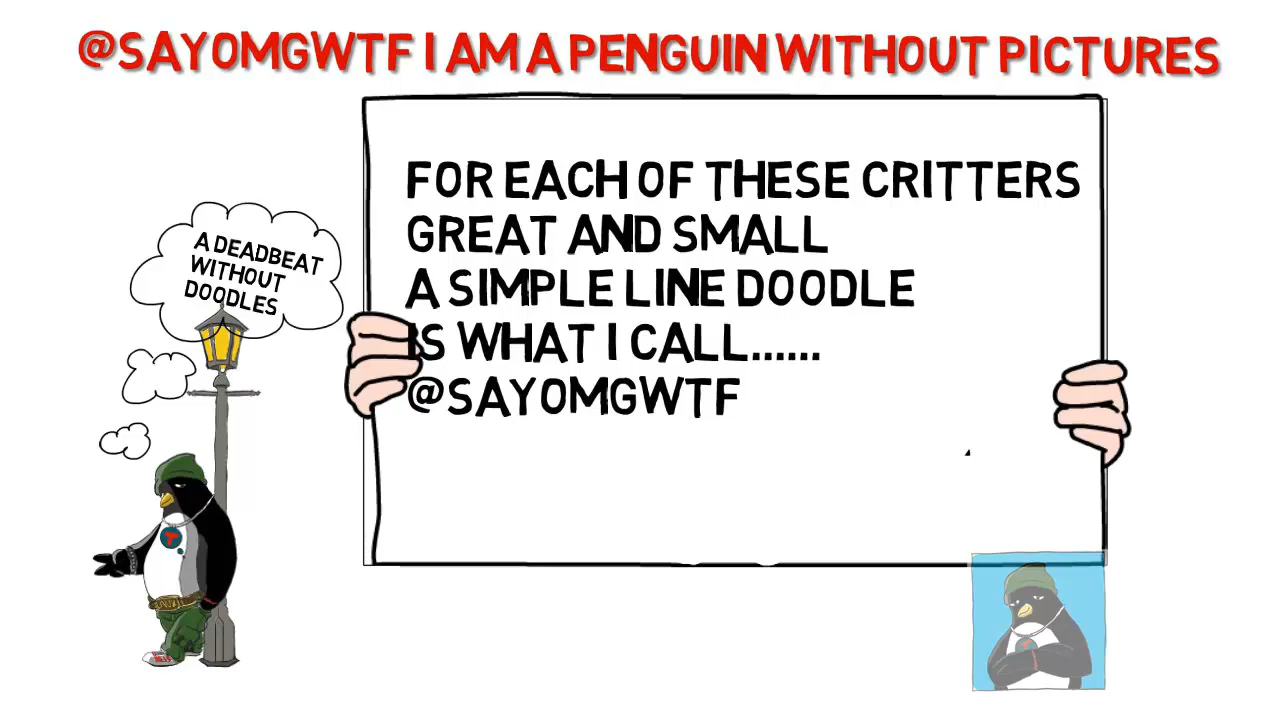 @SAYOMGWTF I AM A PENGUIN WITHOUT PICTURES
FOR EACH OF THESE CRITTERS
GREAT AND SMALL
A SIMPLE LINE DOODLE
IS WHAT I CALL......
@SAYOMGWTF
A DEADBEAT
WITHOUT
DOODLES
T